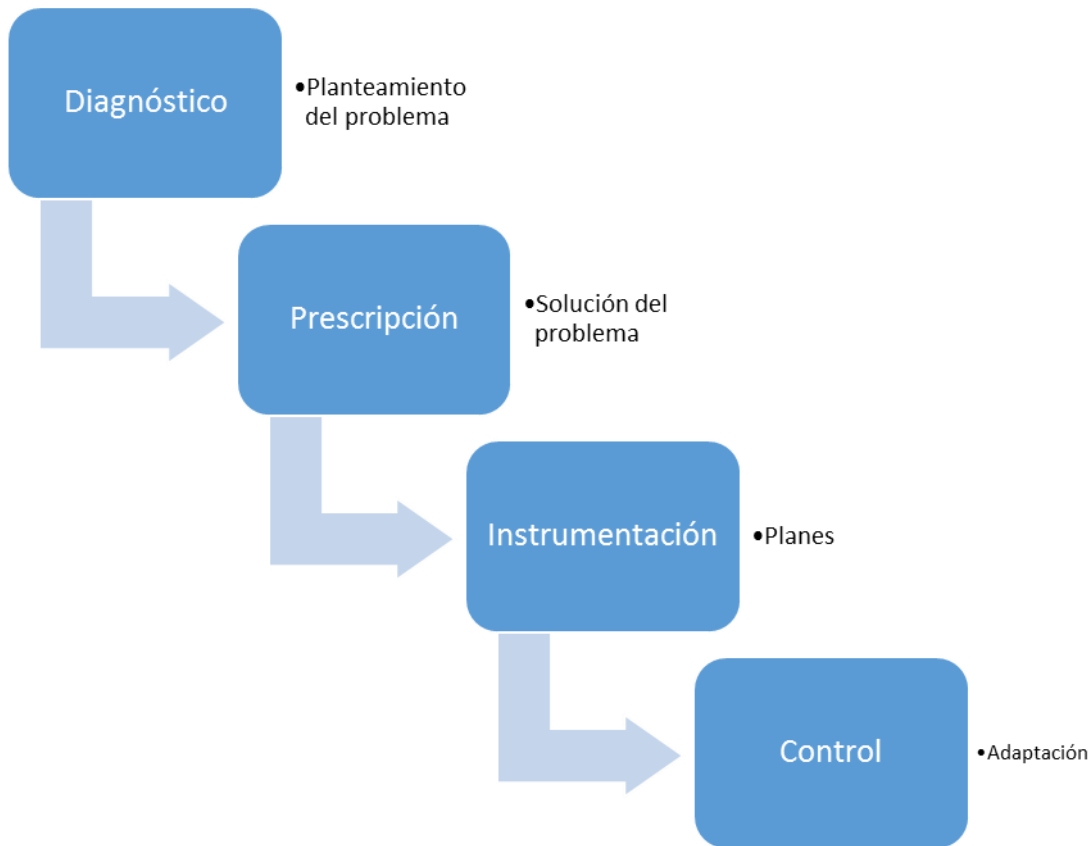 Diagnóstico
•Planteamiento
del problema
Prescripción
•Solución del
problema
Instrumentación
•Planes
Control
•Adaptación